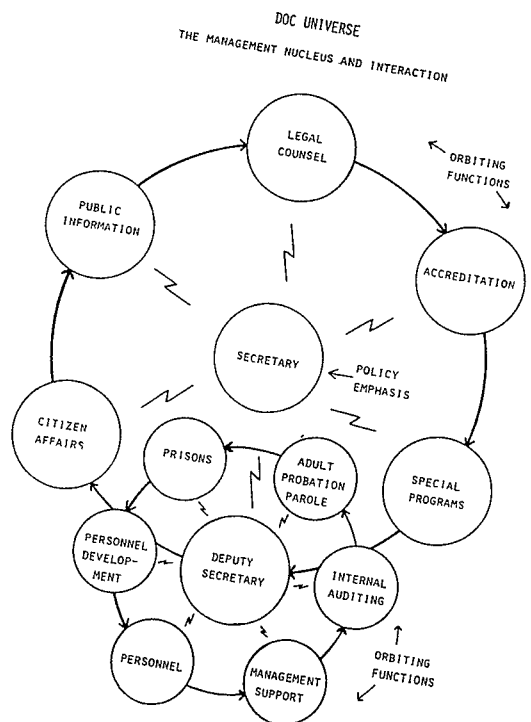 DOC UNIVERSE
THE MANAGEMENT NUCLEUS AND INTERACTION
LEGAL
COUNSEL
ORBITING
FUNCTIONS
PUBLIC
INFORMATION
ACCREDITATION
SECRETARY
POLICY
EMPHASIS
CITIZEN
AFFAIRS
PRISONS
ADULT
PROBATION
PAROLE
SPECIAL
PROGRAMS
PERSONNEL
DEVELOP-
MENT
DEPUTY
SECRETARY
INTERNAL
AUDITING
PERSONNEL
MANAGEMENT
SUPPORT
ORBITING
FUNCTIONS